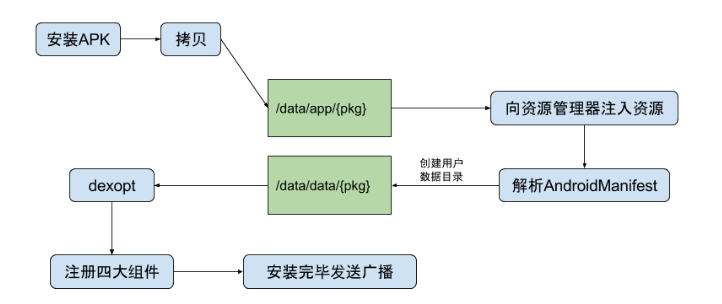 安装APK
拷贝
/data/app/{pkg}
向资源管理器注入资源
创建用户
数据目录
解析AndroidManifest
/data/data/{pkg}
dexopt
注册四大组件
安装完毕发送广播